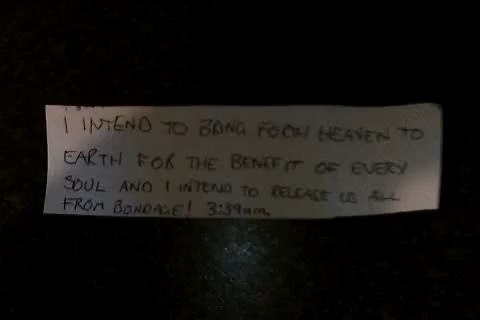 I INTEND TO BRING FORTH HEAVEN TO
EARTH FOR THE BENEFIT OF EVERY
SOUL AND I INTEND TO RELEASE US ALL
FROM BONDAGE! 3:39am